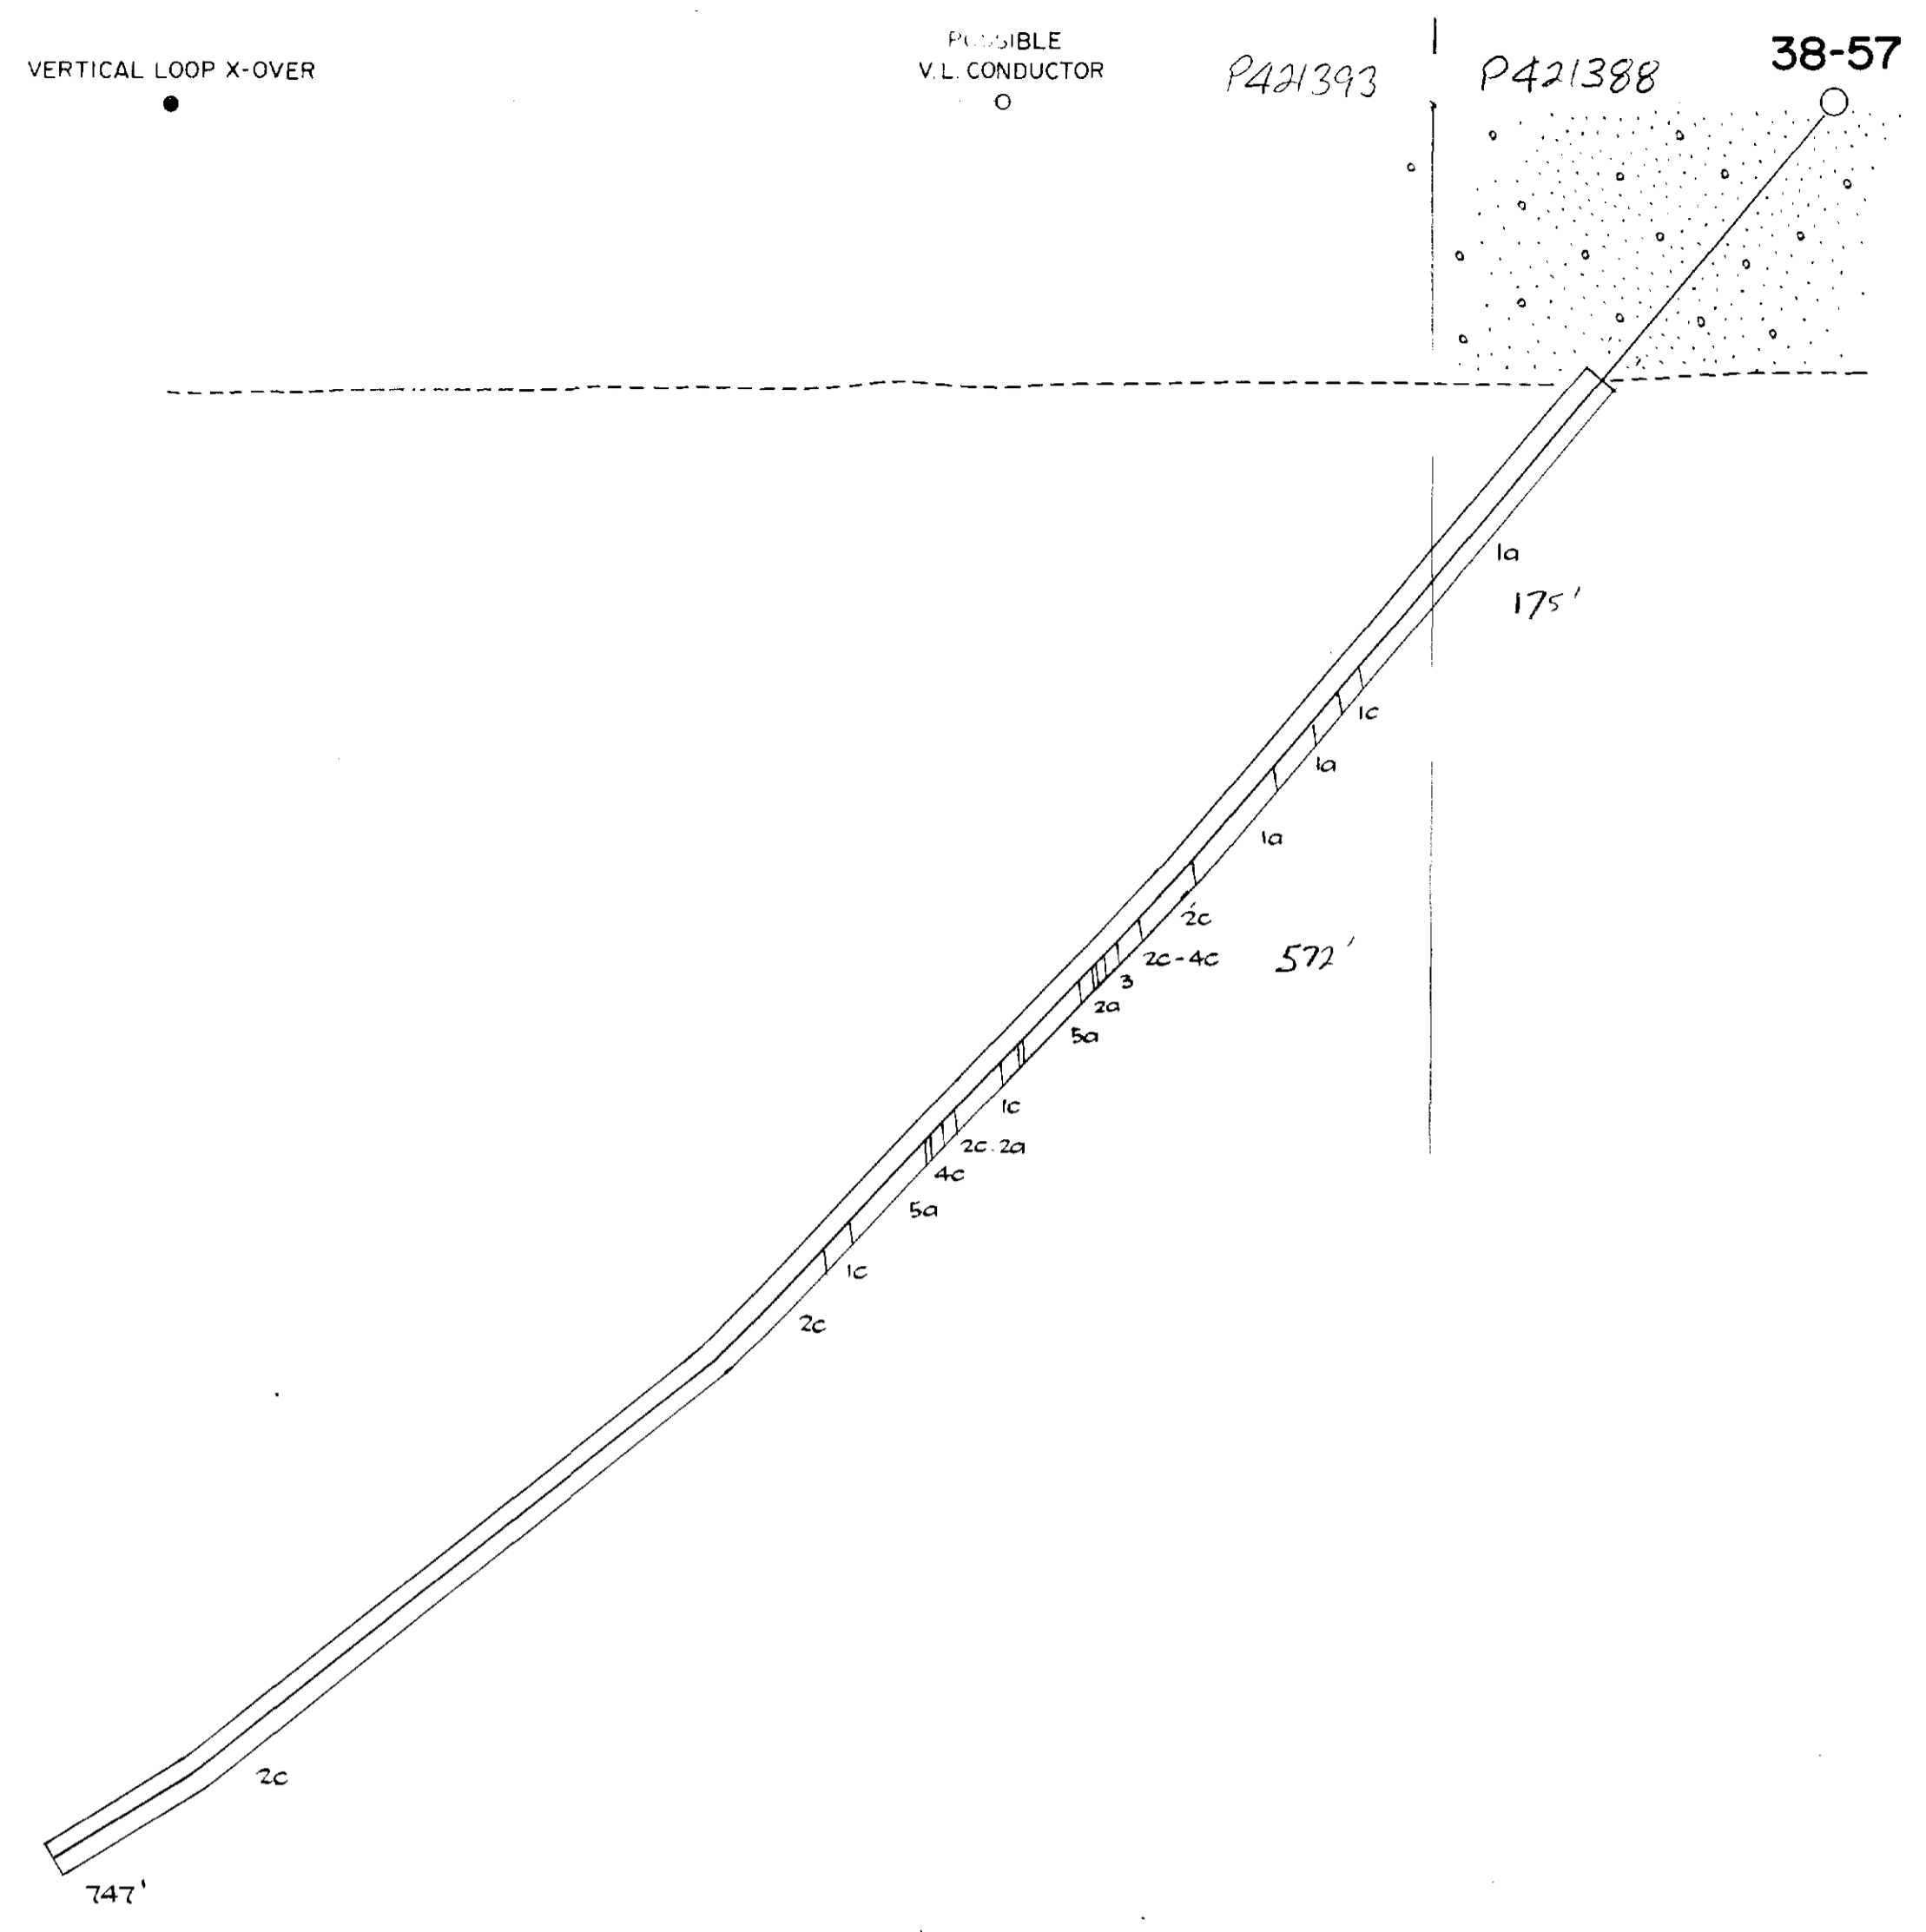 VERTICAL LOOP X-OVER
POSSIBLE
V.L. CONDUCTOR
P421393
P421388
38-57
1a
175'
1c
1a
1a
2c
2c-4c
572'
3
2a
5a
1c
2c.2a
4c
5a
1c
2c
2c
747'